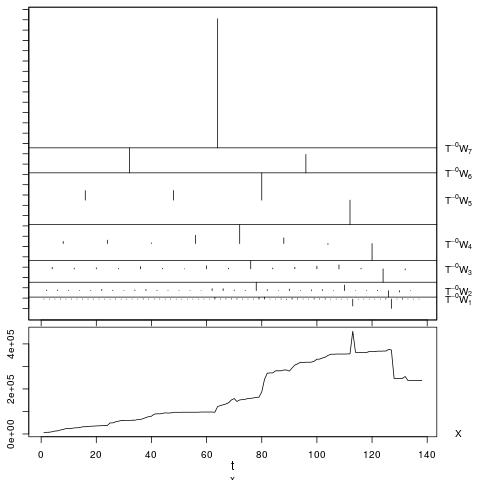 T⁻⁰W₇
T⁻⁰W₆
T⁻⁰W₅
T⁻⁰W₄
T⁻⁰W₃
T⁻⁰W₂
T⁻⁰W₁
4e+05
2e+05
0e+00
X
0 20 40 60 80 100 120 140
t
x